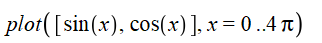 plot([sin(x), cos(x)], x = 0 ..4 π)